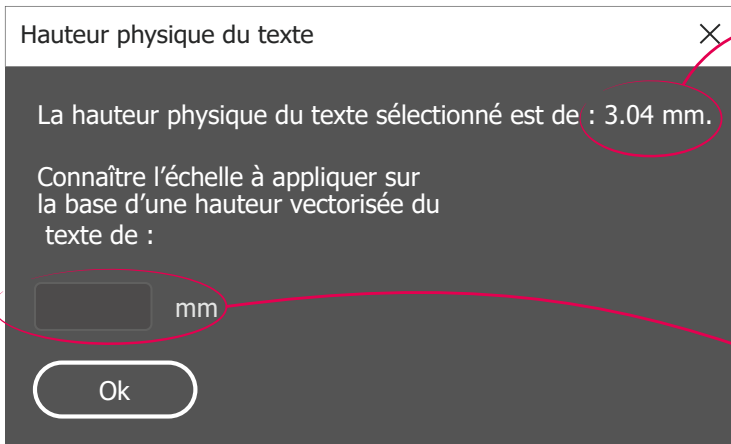 Hauteur physique du texte
La hauteur physique du texte sélectionné est de : 3.04 mm.
Connaître l’échelle à appliquer sur
la base d’une hauteur vectorisée du
texte de :
mm
Ok